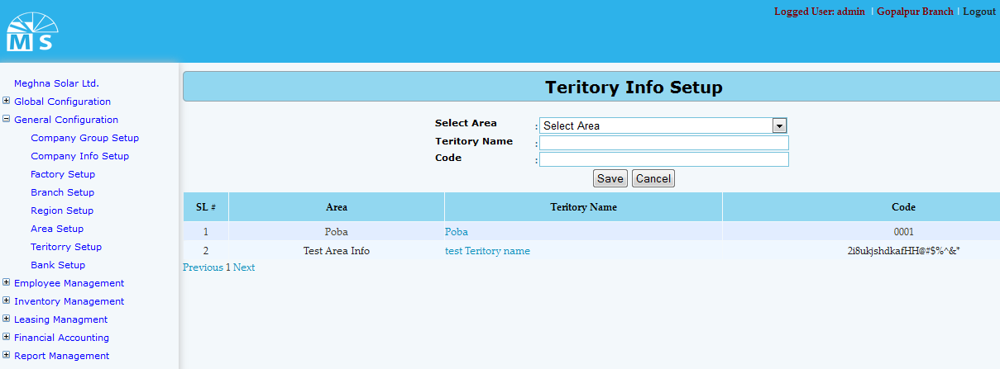 Logged User: admin | Gopalpur Branch | Logout
M S
Meghna Solar Ltd.
Global Configuration
General Configuration
Company Group Setup
Company Info Setup
Factory Setup
Branch Setup
Region Setup
Area Setup
Teritorry Setup
Bank Setup
Employee Management
Inventory Management
Leasing Managment
Financial Accounting
Report Management
Teritory Info Setup
Select Area : Select Area
Teritory Name :
Code :
Save Cancel
SL # Area Teritory Name Code
1 Poba Poba 0001
2 Test Area Info test Teritory name 2i8ukjshdkafHH@#$%^&*
Previous 1 Next